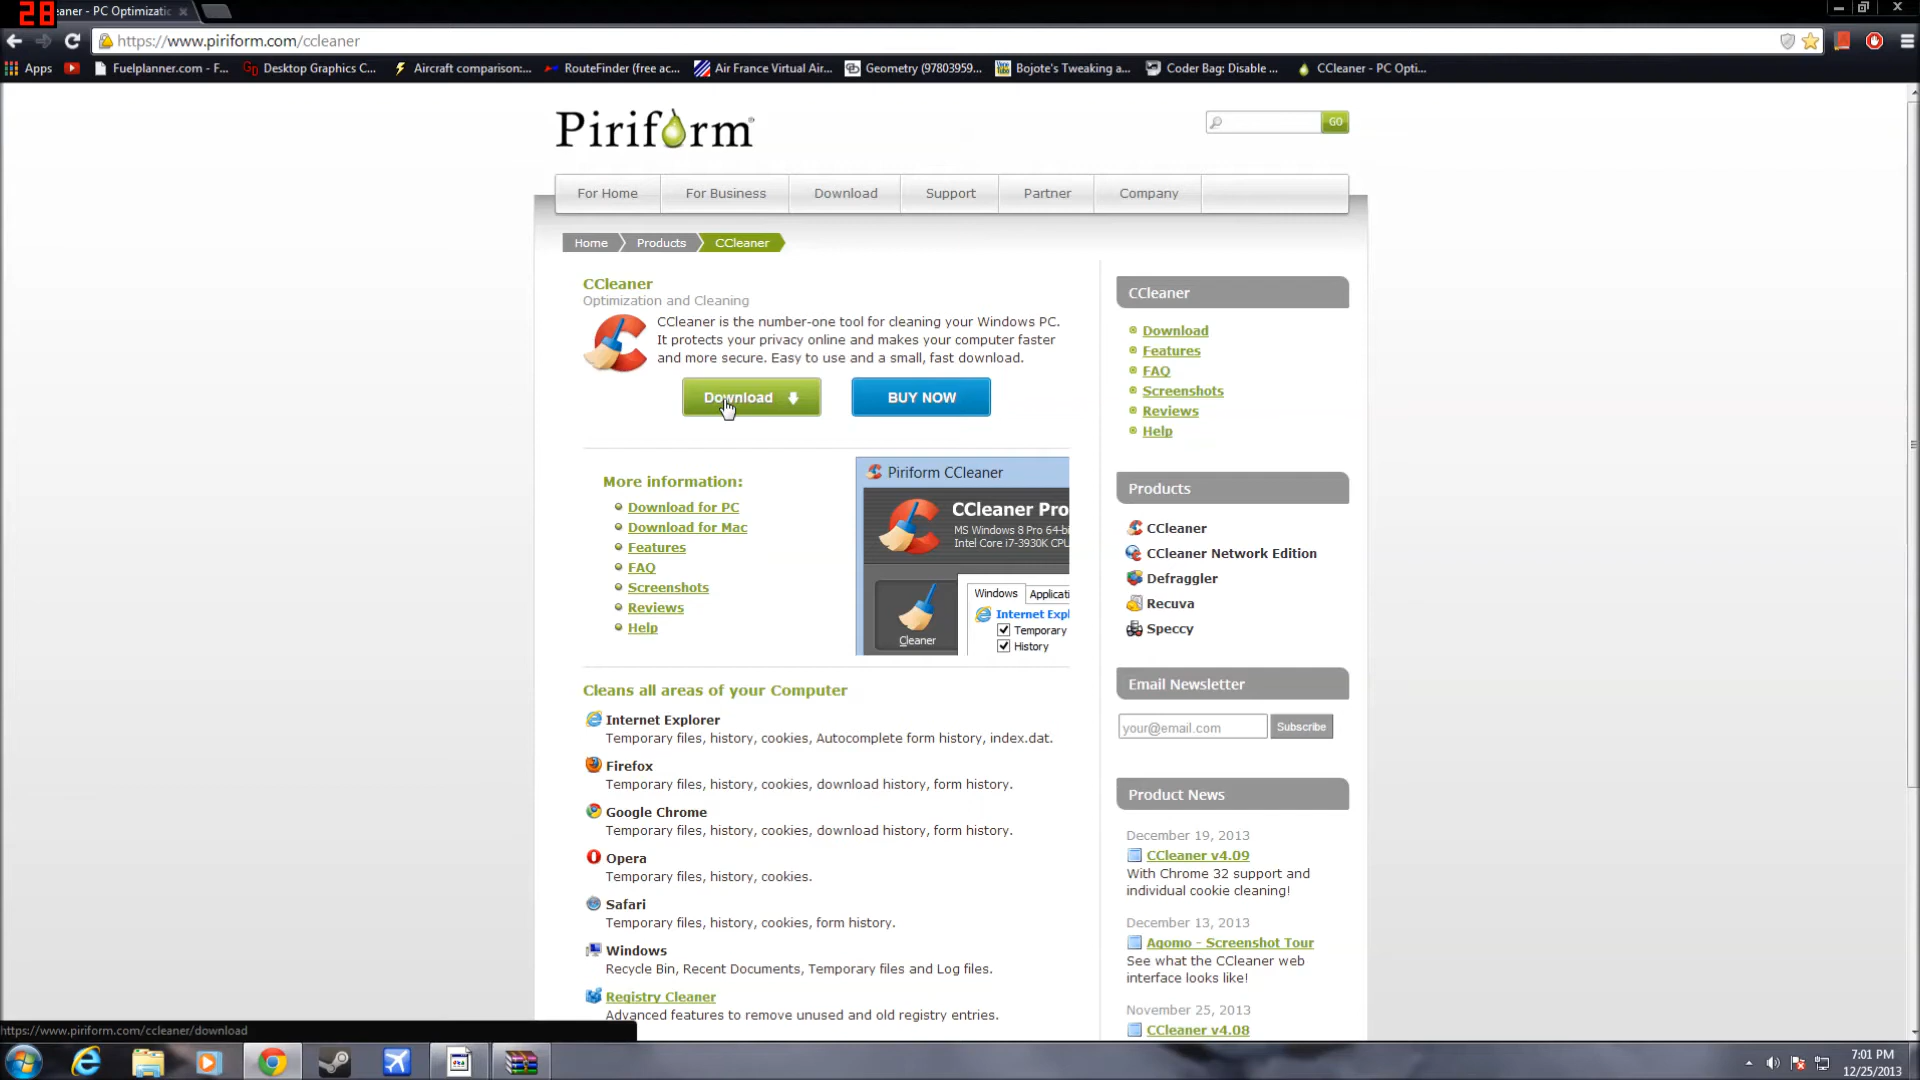 28
eaner - PC Optimizatic
https://www.piriform.com/ccleaner
Apps
Fuelplanner.com - F...
Desktop Graphics C...
Aircraft comparison:...
RouteFinder (free ac...
Air France Virtual Air...
Geometry (97803959...
Bojote's Tweaking a...
Coder Bag: Disable ...
CCleaner - PC Opti...
Piriform
GO
For Home
For Business
Download
Support
Partner
Company
Home
Products
CCleaner
CCleaner
Optimization and Cleaning
CCleaner is the number-one tool for cleaning your Windows PC.
It protects your privacy online and makes your computer faster
and more secure. Easy to use and a small, fast download.
Download
BUY NOW
More information:
Download for PC
Download for Mac
Features
FAQ
Screenshots
Reviews
Help
Piriform CCleaner
CCleaner Pro
MS Windows 8 Pro 64-bi
Intel Core i7-3930K CPU
Cleaner
Windows
Applicati
Internet Expl
Temporary
History
Cleans all areas of your Computer
Internet Explorer
Temporary files, history, cookies, Autocomplete form history, index.dat.
Firefox
Temporary files, history, cookies, download history, form history.
Google Chrome
Temporary files, history, cookies, download history, form history.
Opera
Temporary files, history, cookies.
Safari
Temporary files, history, cookies, form history.
Windows
Recycle Bin, Recent Documents, Temporary files and Log files.
Registry Cleaner
Advanced features to remove unused and old registry entries.
CCleaner
Download
Features
FAQ
Screenshots
Reviews
Help
Products
CCleaner
CCleaner Network Edition
Defraggler
Recuva
Speccy
Email Newsletter
your@email.com
Subscribe
Product News
December 19, 2013
CCleaner v4.09
With Chrome 32 support and
individual cookie cleaning!
December 13, 2013
Agomo - Screenshot Tour
See what the CCleaner web
interface looks like!
November 25, 2013
CCleaner v4.08
https://www.piriform.com/ccleaner/download
7:01 PM
12/25/2013